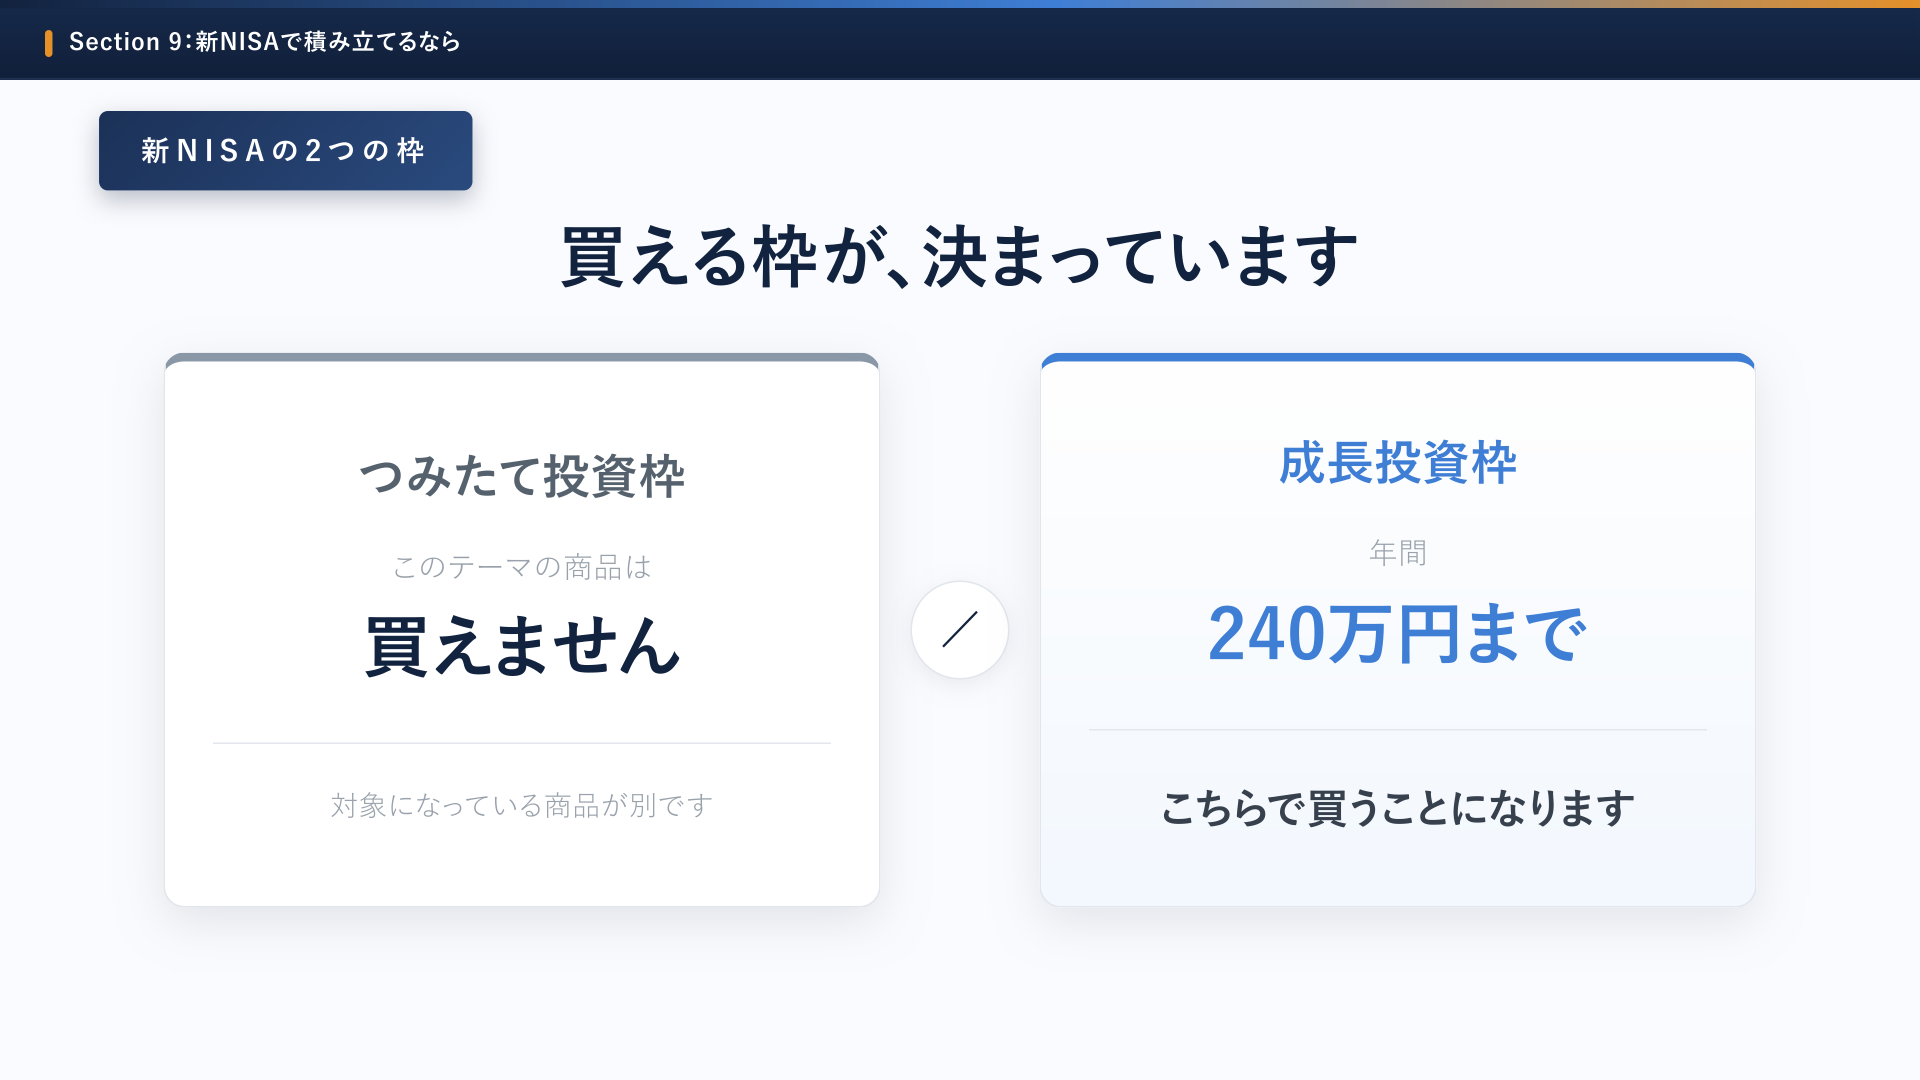 Section 9：新NISAで積み立てるなら
新NISAの2つの枠
買える枠が、決まっています
つみたて投資枠
このテーマの商品は
買えません
対象になっている商品が別です
／
成長投資枠
年間
240万円まで
こちらで買うことになります